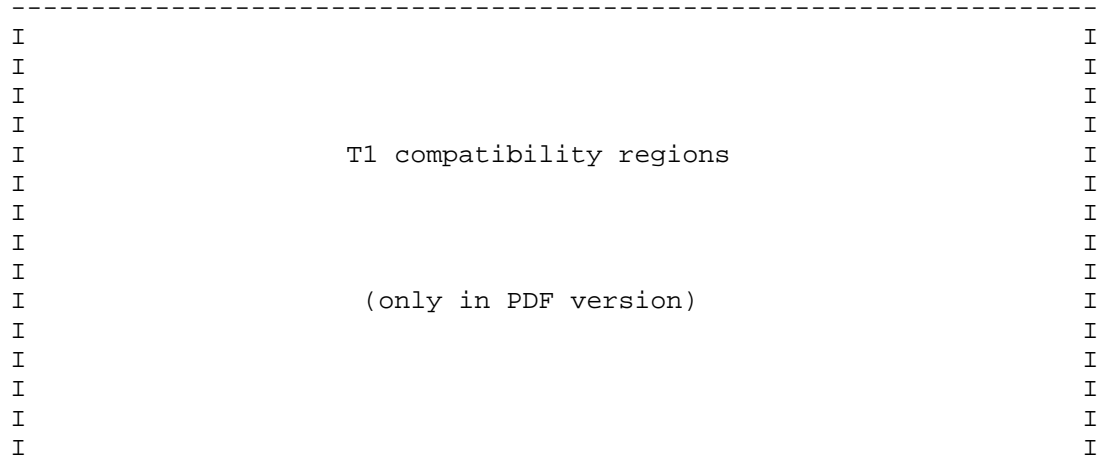 --------------------------------------------------------------------
I                                                                  I
I                                                                  I
I                                                                  I
I                                                                  I
I                    T1 compatibility regions                      I
I                                                                  I
I                                                                  I
I                                                                  I
I                                                                  I
I                     (only in PDF version)                        I
I                                                                  I
I                                                                  I
I                                                                  I
I                                                                  I
I                                                                  I